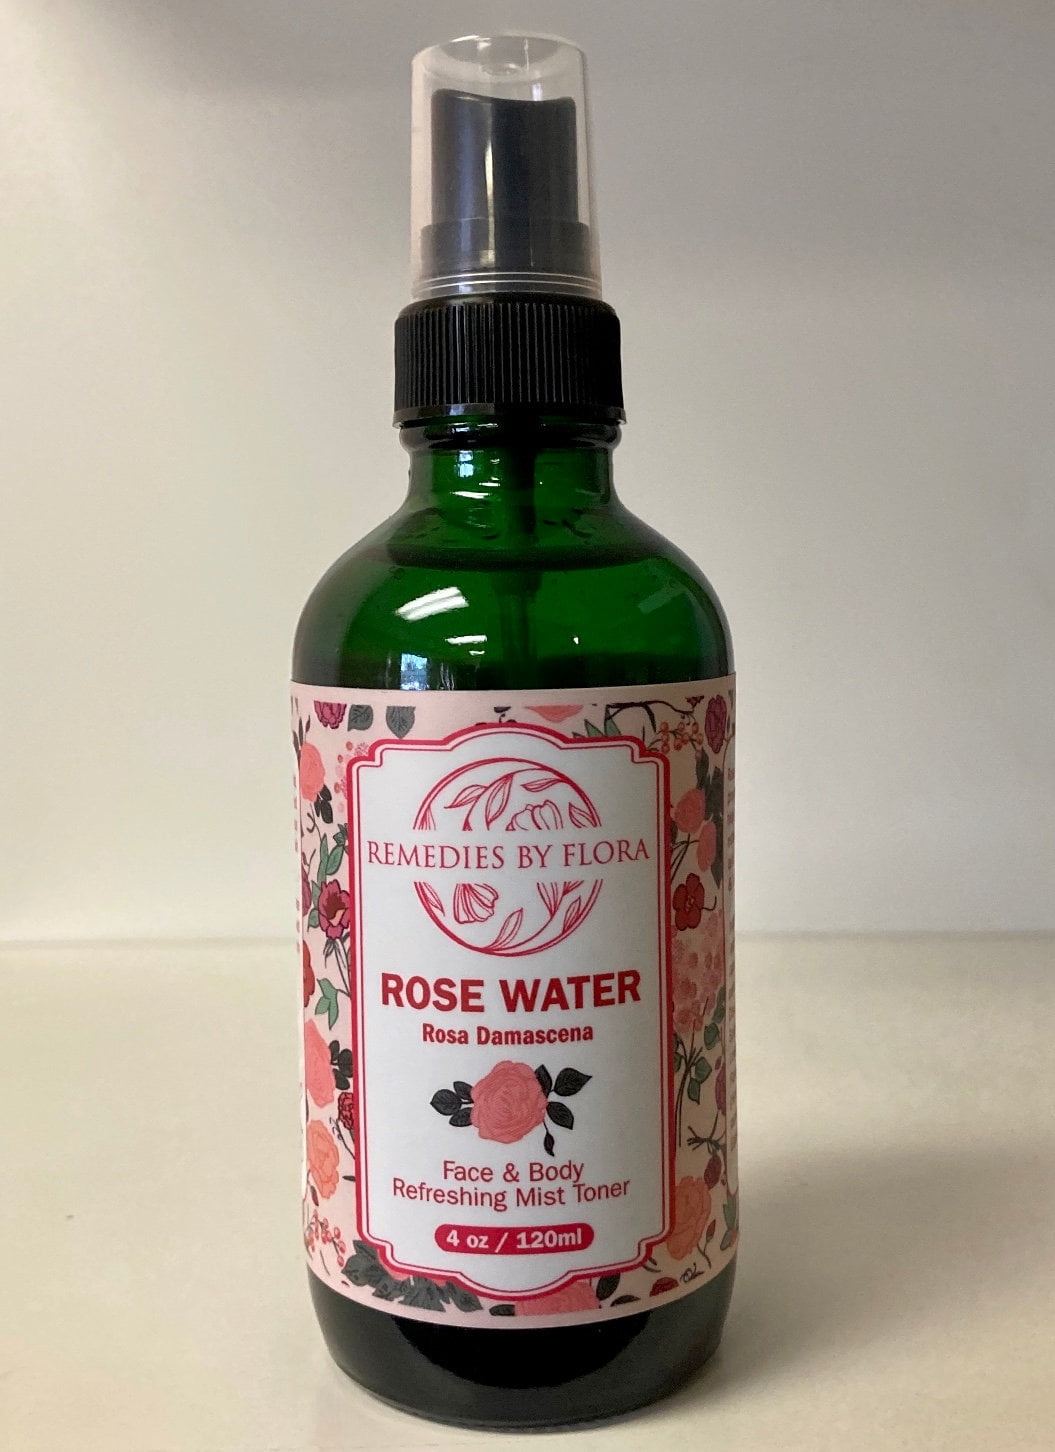 REMEDIES BY FLORA
ROSE WATER
Rosa Damascena
Face & Body
Refreshing Mist Toner
4 oz / 120ml